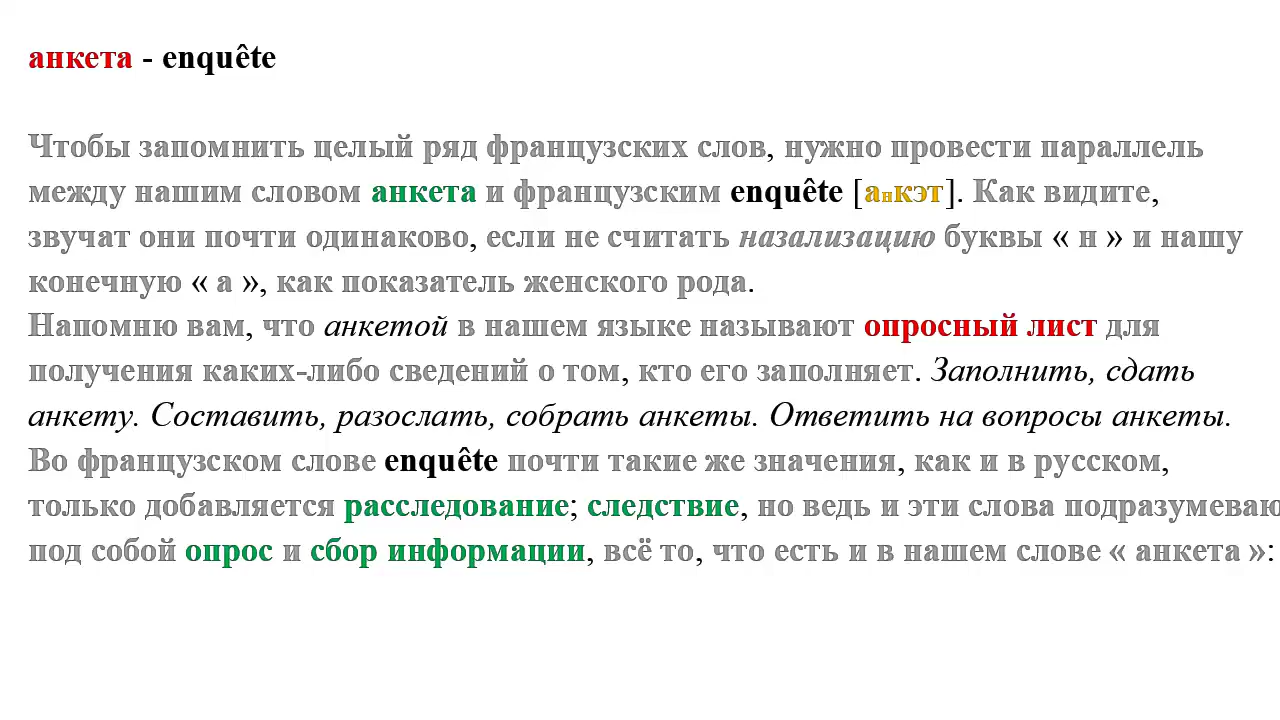 анкета - enquête
Чтобы запомнить целый ряд французских слов, нужно провести параллель
между нашим словом анкета и французским enquête [анкэт]. Как видите,
звучат они почти одинаково, если не считать назализацию буквы « н » и нашу
конечную « а », как показатель женского рода.
Напомню вам, что анкетой в нашем языке называют опросный лист для
получения каких-либо сведений о том, кто его заполняет. Заполнить, сдать
анкету. Составить, разослать, собрать анкеты. Ответить на вопросы анкеты.
Во французском слове enquête почти такие же значения, как и в русском,
только добавляется расследование; следствие, но ведь и эти слова подразумеваю
под собой опрос и сбор информации, всё то, что есть и в нашем слове « анкета »: